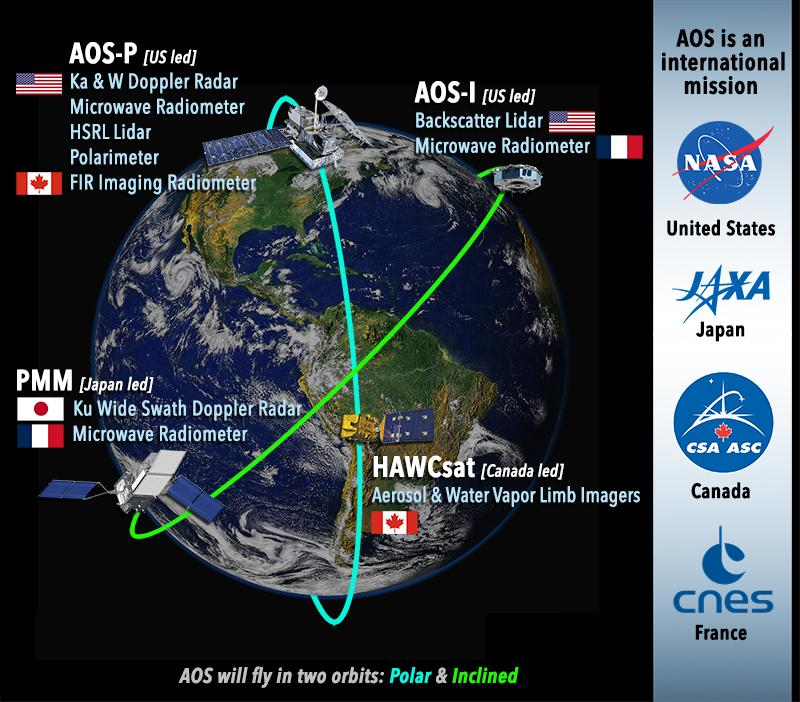 AOS-P [US led]
Ka & W Doppler Radar
Microwave Radiometer
HSRL Lidar
Polarimeter
FIR Imaging Radiometer
AOS-I [US led]
Backscatter Lidar
Microwave Radiometer
PMM [Japan led]
Ku Wide Swath Doppler Radar
Microwave Radiometer
HAWCsat [Canada led]
Aerosol & Water Vapor Limb Imagers
AOS will fly in two orbits: Polar & Inclined
AOS is an
international
mission
NASA
United States
JAXA
Japan
CSA ASC
Canada
cnes
France